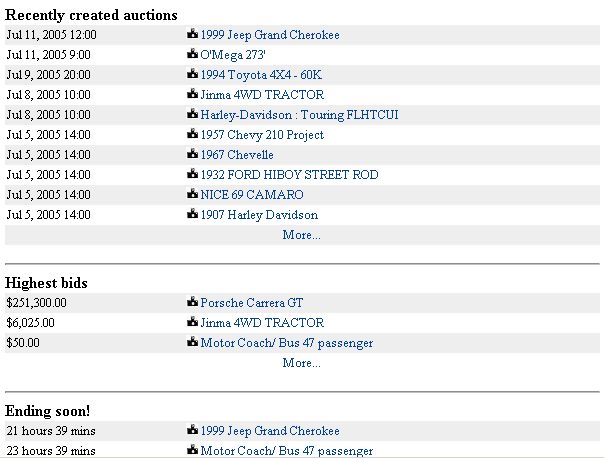 Recently created auctions
Jul 11, 2005 12:00 1999 Jeep Grand Cherokee
Jul 11, 2005 9:00 O'Mega 273'
Jul 9, 2005 20:00 1994 Toyota 4X4 - 60K
Jul 8, 2005 10:00 Jinma 4WD TRACTOR
Jul 8, 2005 10:00 Harley-Davidson : Touring FLHTCUI
Jul 5, 2005 14:00 1957 Chevy 210 Project
Jul 5, 2005 14:00 1967 Chevelle
Jul 5, 2005 14:00 1932 FORD HIBOY STREET ROD
Jul 5, 2005 14:00 NICE 69 CAMARO
Jul 5, 2005 14:00 1907 Harley Davidson
More...
Highest bids
$251,300.00 Porsche Carrera GT
$6,025.00 Jinma 4WD TRACTOR
$50.00 Motor Coach/ Bus 47 passenger
More...
Ending soon!
21 hours 39 mins 1999 Jeep Grand Cherokee
23 hours 39 mins Motor Coach/ Bus 47 passenger